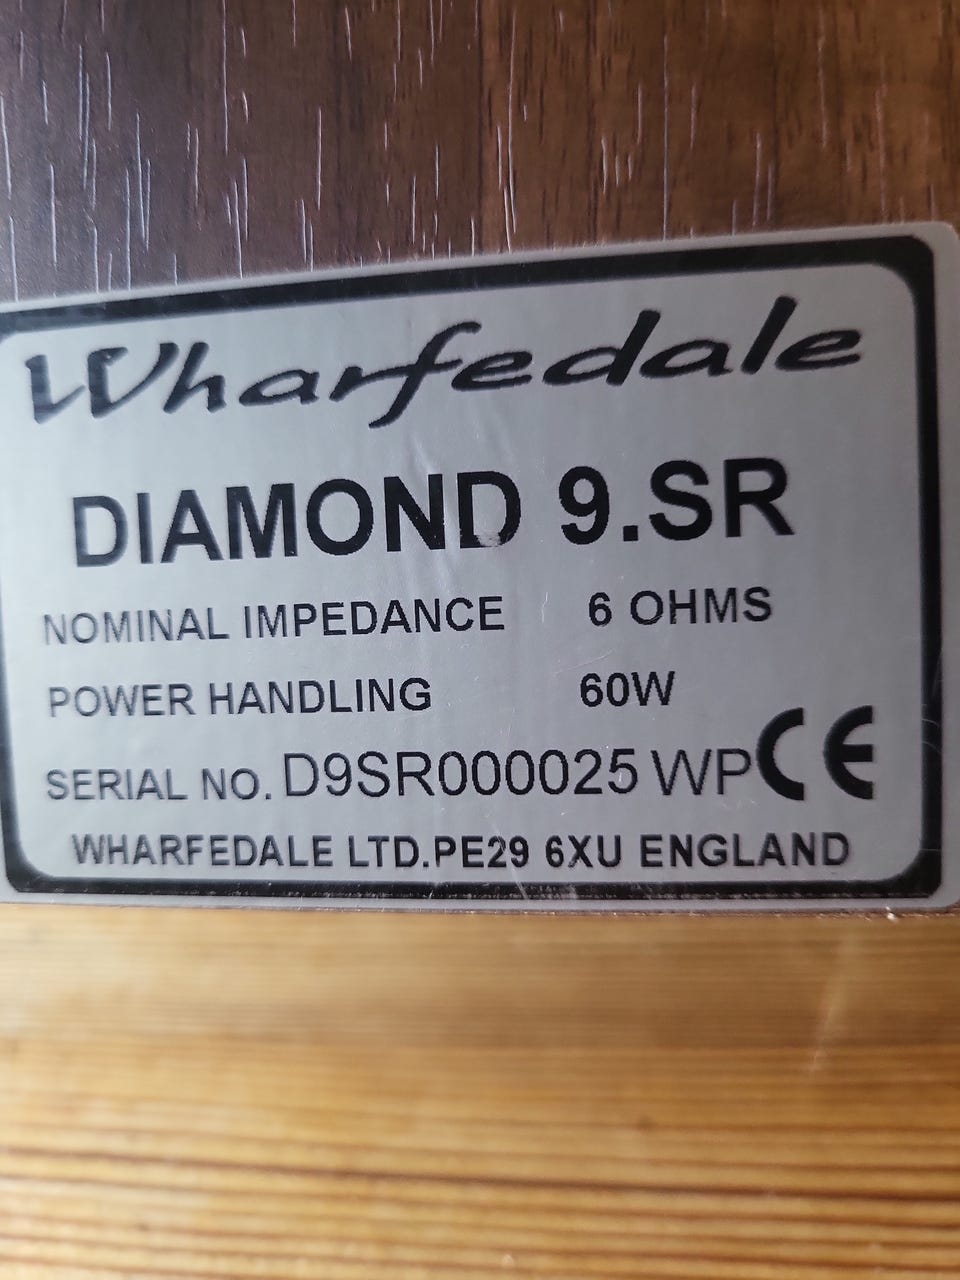 Wharfedale
DIAMOND 9.SR
NOMINAL IMPEDANCE 6 OHMS
POWER HANDLING 60W
SERIAL NO. D9SR000025 WP CE
WHARFEDALE LTD.PE29 6XU ENGLAND